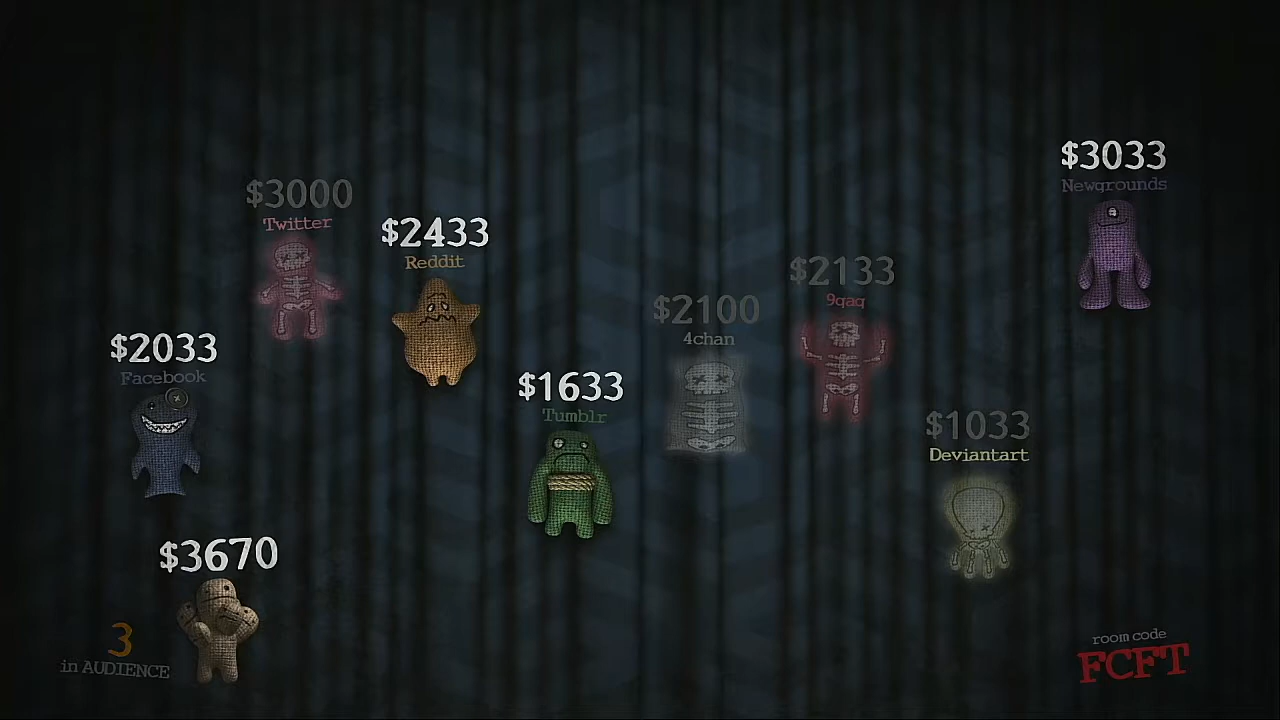 $3033
Newgrounds
$3000
Twitter
$2433
Reddit
$2133
9gag
$2100
4chan
$2033
Facebook
$1633
Tumblr
$1033
Deviantart
$3670
3
in AUDIENCE
room code
FCFT